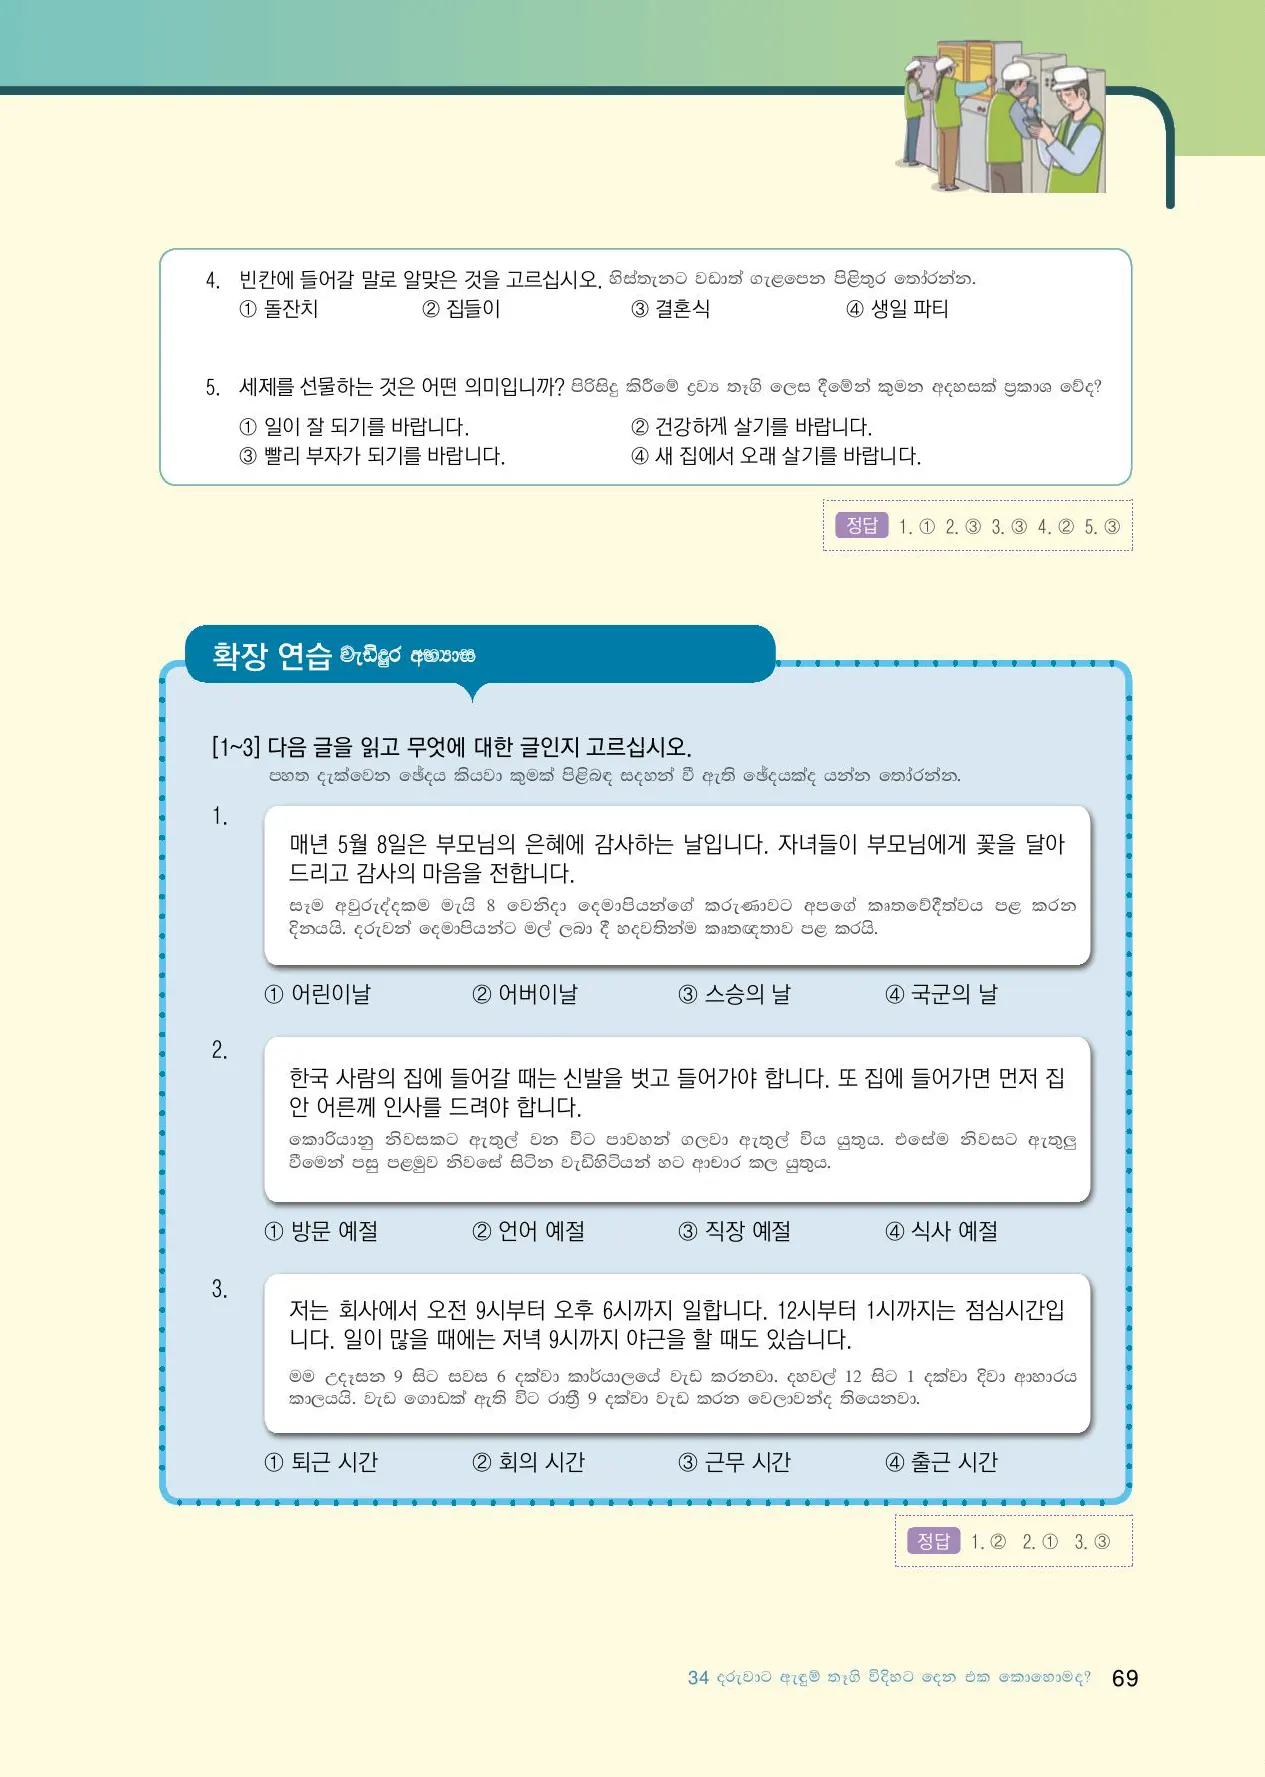 4. 빈칸에 들어갈 말로 알맞은 것을 고르십시오. හිස්තැනට වඩාත් ගැළපෙන පිළිතුර තෝරන්න.
① 돌잔치 ② 집들이 ③ 결혼식 ④ 생일 파티
5. 세제를 선물하는 것은 어떤 의미입니까? පිරිසිදු කිරීමේ ද්‍රව්‍ය තෑගි ලෙස දීමෙන් කුමන අදහසක් ප්‍රකාශ වේද?
① 일이 잘 되기를 바랍니다. ② 건강하게 살기를 바랍니다.
③ 빨리 부자가 되기를 바랍니다. ④ 새 집에서 오래 살기를 바랍니다.
정답 1. ① 2. ③ 3. ③ 4. ② 5. ③
확장 연습 වැඩිදුර අභ්‍යාස
[1~3] 다음 글을 읽고 무엇에 대한 글인지 고르십시오.
පහත දැක්වෙන ඡේදය කියවා කුමක් පිළිබඳ සදහන් වී ඇති ඡේදයක්ද යන්න තෝරන්න.
1.
매년 5월 8일은 부모님의 은혜에 감사하는 날입니다. 자녀들이 부모님에게 꽃을 달아
드리고 감사의 마음을 전합니다.
සෑම අවුරුද්දකම මැයි 8 වෙනිදා දෙමාපියන්ගේ කරුණාවට අපගේ කෘතවේදීත්වය පළ කරන
දිනයයි. දරුවන් දෙමාපියන්ට මල් ලබා දී හදවතින්ම කෘතඥතාව පළ කරයි.
① 어린이날 ② 어버이날 ③ 스승의 날 ④ 국군의 날
2.
한국 사람의 집에 들어갈 때는 신발을 벗고 들어가야 합니다. 또 집에 들어가면 먼저 집
안 어른께 인사를 드려야 합니다.
කොරියානු නිවසකට ඇතුල් වන විට පාවහන් ගලවා ඇතුල් විය යුතුය. එසේම නිවසට ඇතුලු
වීමෙන් පසු පළමුව නිවසේ සිටින වැඩිහිටියන් හට ආචාර කල යුතුය.
① 방문 예절 ② 언어 예절 ③ 직장 예절 ④ 식사 예절
3.
저는 회사에서 오전 9시부터 오후 6시까지 일합니다. 12시부터 1시까지는 점심시간입
니다. 일이 많을 때에는 저녁 9시까지 야근을 할 때도 있습니다.
මම උදෑසන 9 සිට සවස 6 දක්වා කාර්යාලයේ වැඩ කරනවා. දහවල් 12 සිට 1 දක්වා දිවා ආහාරය
කාලයයි. වැඩ ගොඩක් ඇති විට රාත්‍රී 9 දක්වා වැඩ කරන වෙලාවන්ද තියෙනවා.
① 퇴근 시간 ② 회의 시간 ③ 근무 시간 ④ 출근 시간
정답 1. ② 2. ① 3. ③
34 දරුවාට ඇඳුම් තෑගි විදිහට දෙන එක කොහොමද? 69